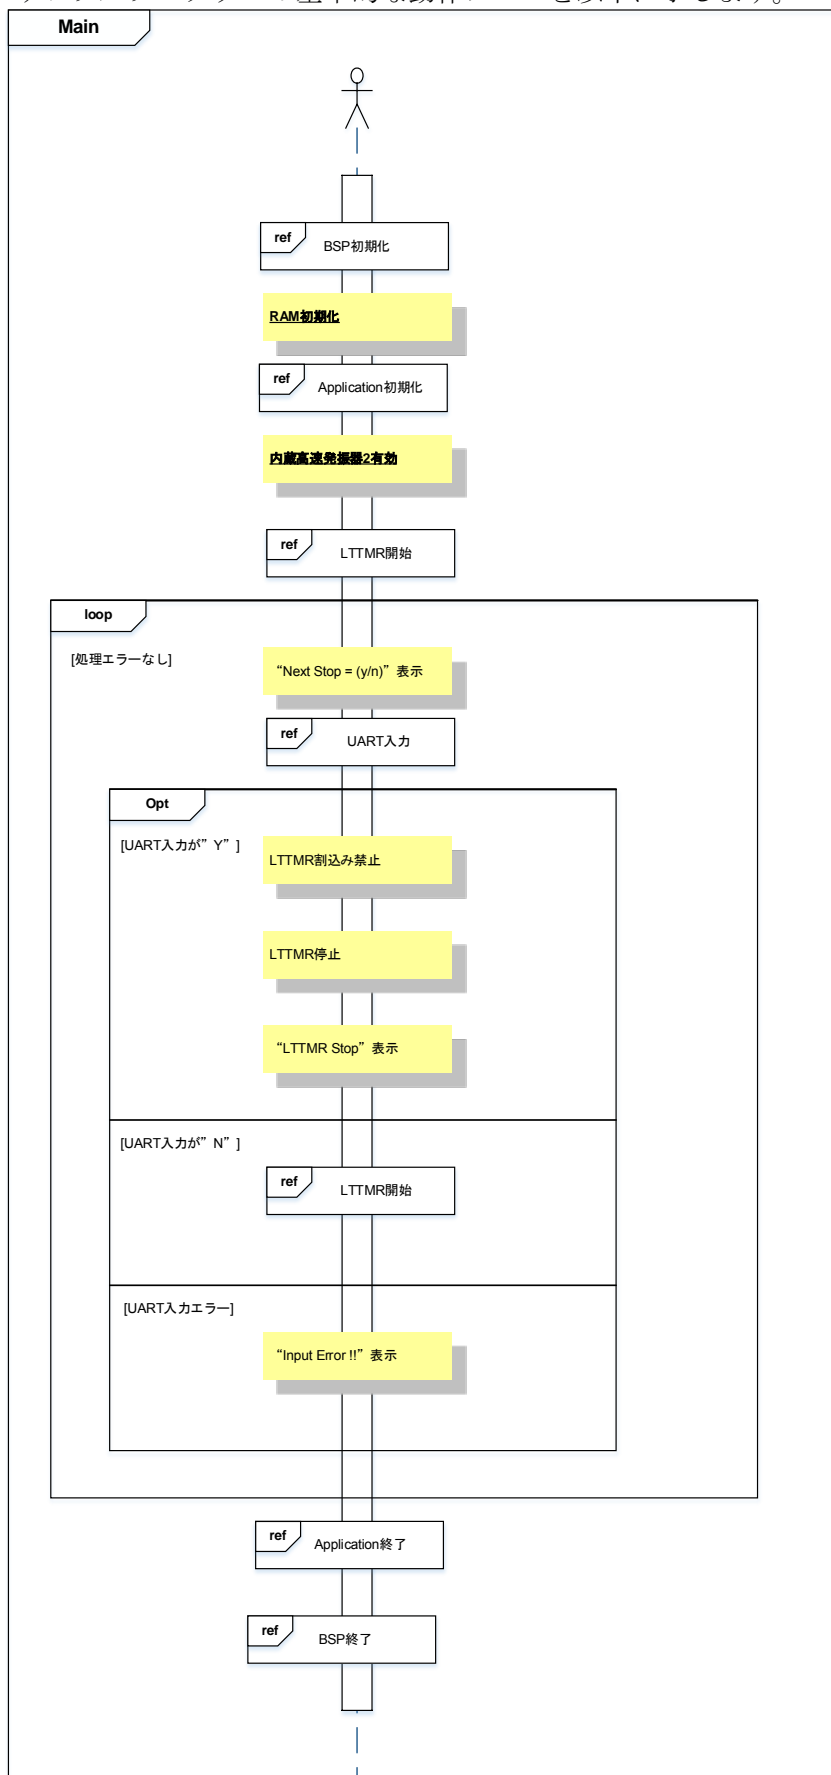 Main
ref
BSP初期化
RAM初期化
ref
Application初期化
内蔵高速発振器2有効
ref
LTTMR開始
loop
[処理エラーなし]
“Next Stop = (y/n)” 表示
ref
UART入力
Opt
[UART入力が” Y” ]
LTTMR割込み禁止
LTTMR停止
“LTTMR Stop” 表示
[UART入力が” N” ]
ref
LTTMR開始
[UART入力エラー]
“Input Error !!” 表示
ref
Application終了
ref
BSP終了